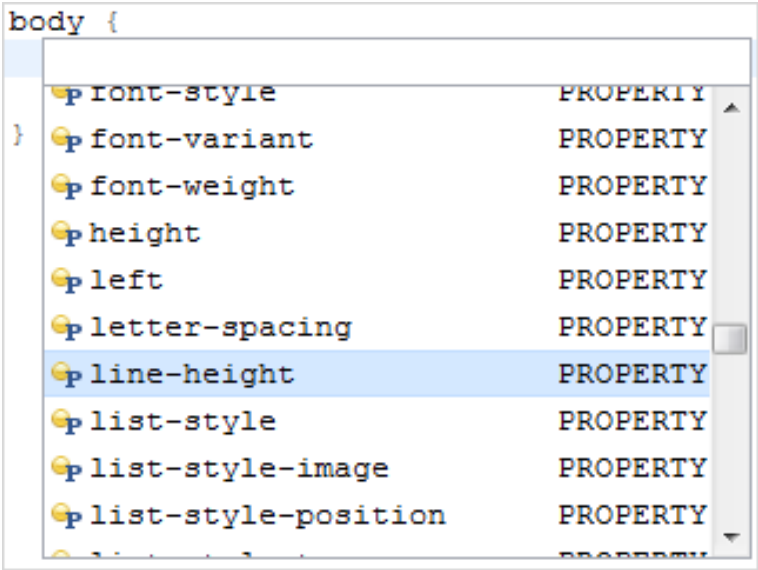 body {
font-style PROPERTY
}
font-variant PROPERTY
font-weight PROPERTY
height PROPERTY
left PROPERTY
letter-spacing PROPERTY
line-height PROPERTY
list-style PROPERTY
list-style-image PROPERTY
list-style-position PROPERTY